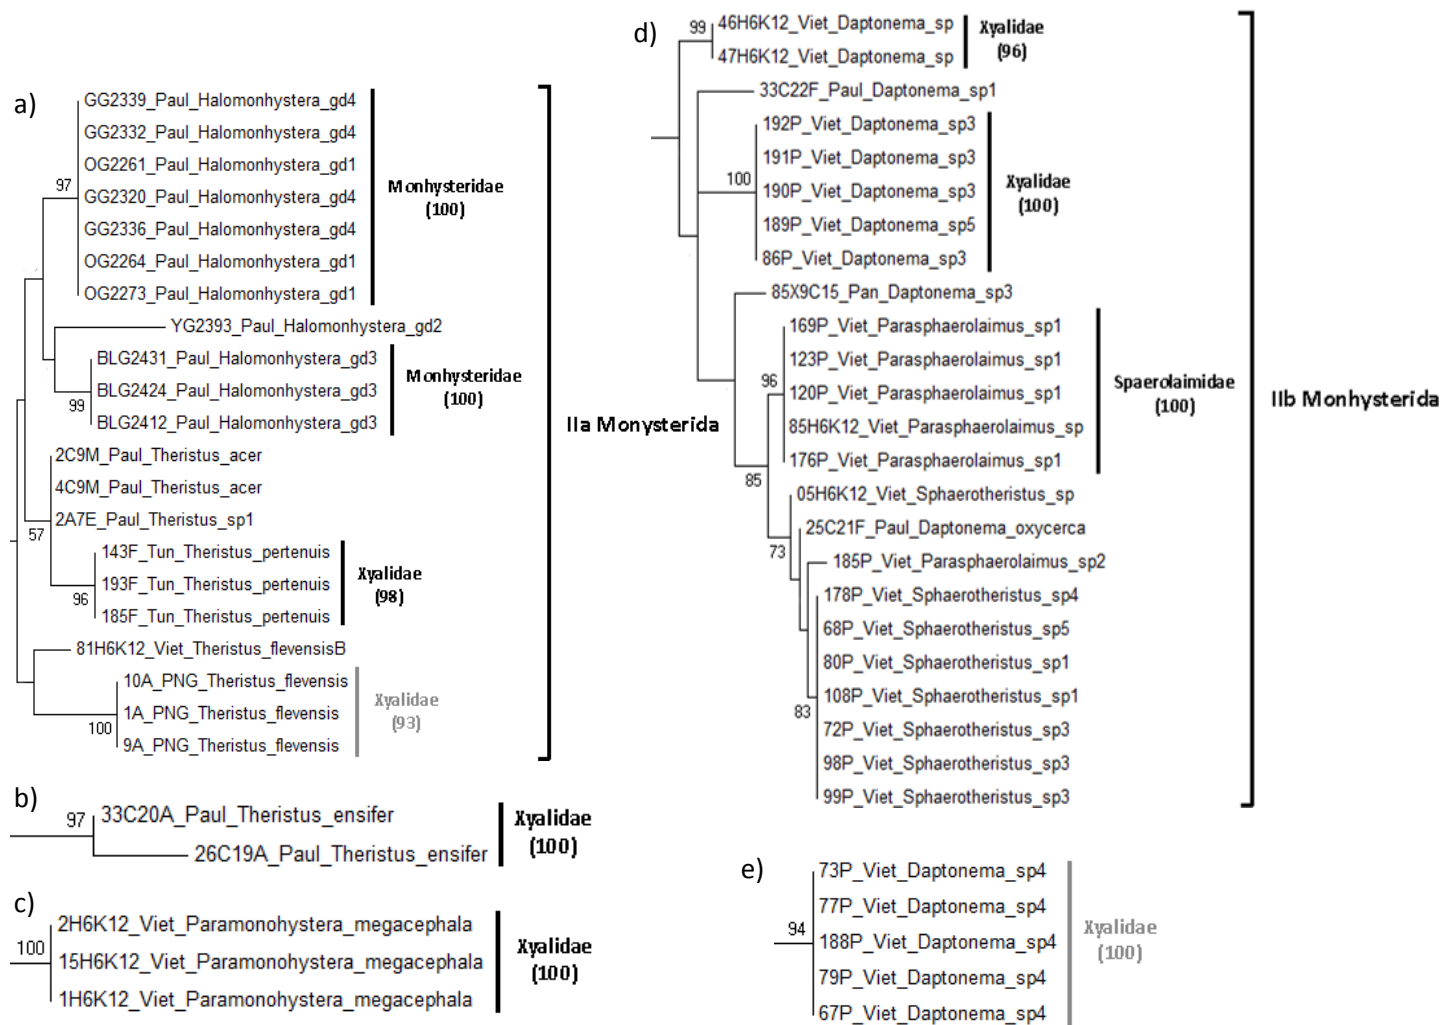 a)
GG2339_Paul_Halomonhystera_gd4
GG2332_Paul_Halomonhystera_gd4
OG2261_Paul_Halomonhystera_gd1
97
GG2320_Paul_Halomonhystera_gd4
GG2336_Paul_Halomonhystera_gd4
OG2264_Paul_Halomonhystera_gd1
OG2273_Paul_Halomonhystera_gd1
Monhysteridae
(100)
YG2393_Paul_Halomonhystera_gd2
BLG2431_Paul_Halomonhystera_gd3
BLG2424_Paul_Halomonhystera_gd3
99
BLG2412_Paul_Halomonhystera_gd3
Monhysteridae
(100)
2C9M_Paul_Theristus_acer
4C9M_Paul_Theristus_acer
2A7E_Paul_Theristus_sp1
57
143F_Tun_Theristus_pertenuis
193F_Tun_Theristus_pertenuis
96
185F_Tun_Theristus_pertenuis
Xyalidae
(98)
81H6K12_Viet_Theristus_flevensisB
10A_PNG_Theristus_flevensis
1A_PNG_Theristus_flevensis
100
9A_PNG_Theristus_flevensis
Xyalidae
(93)
IIa Monysterida
b)
97
33C20A_Paul_Theristus_ensifer
26C19A_Paul_Theristus_ensifer
Xyalidae
(100)
c)
2H6K12_Viet_Paramonohystera_megacephala
100
15H6K12_Viet_Paramonohystera_megacephala
1H6K12_Viet_Paramonohystera_megacephala
Xyalidae
(100)
d)
99
46H6K12_Viet_Daptonema_sp
47H6K12_Viet_Daptonema_sp
Xyalidae
(96)
33C22F_Paul_Daptonema_sp1
192P_Viet_Daptonema_sp3
191P_Viet_Daptonema_sp3
100
190P_Viet_Daptonema_sp3
189P_Viet_Daptonema_sp5
86P_Viet_Daptonema_sp3
Xyalidae
(100)
85X9C15_Pan_Daptonema_sp3
169P_Viet_Parasphaerolaimus_sp1
123P_Viet_Parasphaerolaimus_sp1
96
120P_Viet_Parasphaerolaimus_sp1
85H6K12_Viet_Parasphaerolaimus_sp
176P_Viet_Parasphaerolaimus_sp1
Spaerolaimidae
(100)
85
05H6K12_Viet_Sphaerotheristus_sp
25C21F_Paul_Daptonema_oxycerca
73
185P_Viet_Parasphaerolaimus_sp2
178P_Viet_Sphaerotheristus_sp4
68P_Viet_Sphaerotheristus_sp5
80P_Viet_Sphaerotheristus_sp1
108P_Viet_Sphaerotheristus_sp1
83
72P_Viet_Sphaerotheristus_sp3
98P_Viet_Sphaerotheristus_sp3
99P_Viet_Sphaerotheristus_sp3
IIb Monhysterida
e)
73P_Viet_Daptonema_sp4
77P_Viet_Daptonema_sp4
94
188P_Viet_Daptonema_sp4
79P_Viet_Daptonema_sp4
67P_Viet_Daptonema_sp4
Xyalidae
(100)